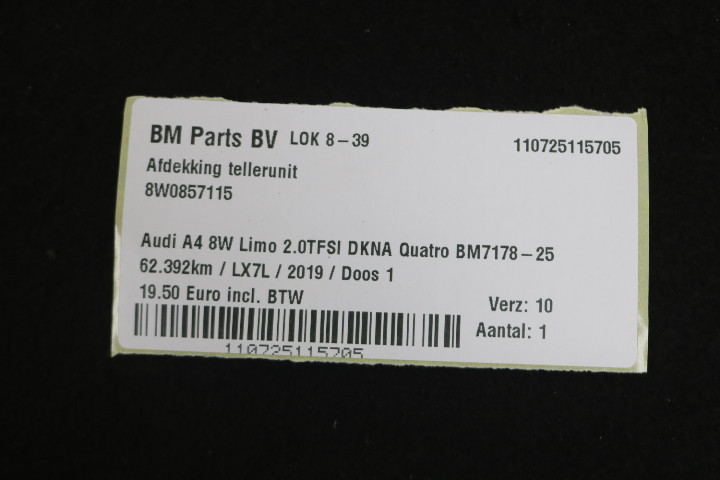 BM Parts BV LOK 8-39 110725115705
Afdekking tellerunit
8W0857115
Audi A4 8W Limo 2.0TFSI DKNA Quatro BM7178-25
62.392km / LX7L / 2019 / Doos 1
19.50 Euro incl. BTW Verz: 10
Aantal: 1
110725115705